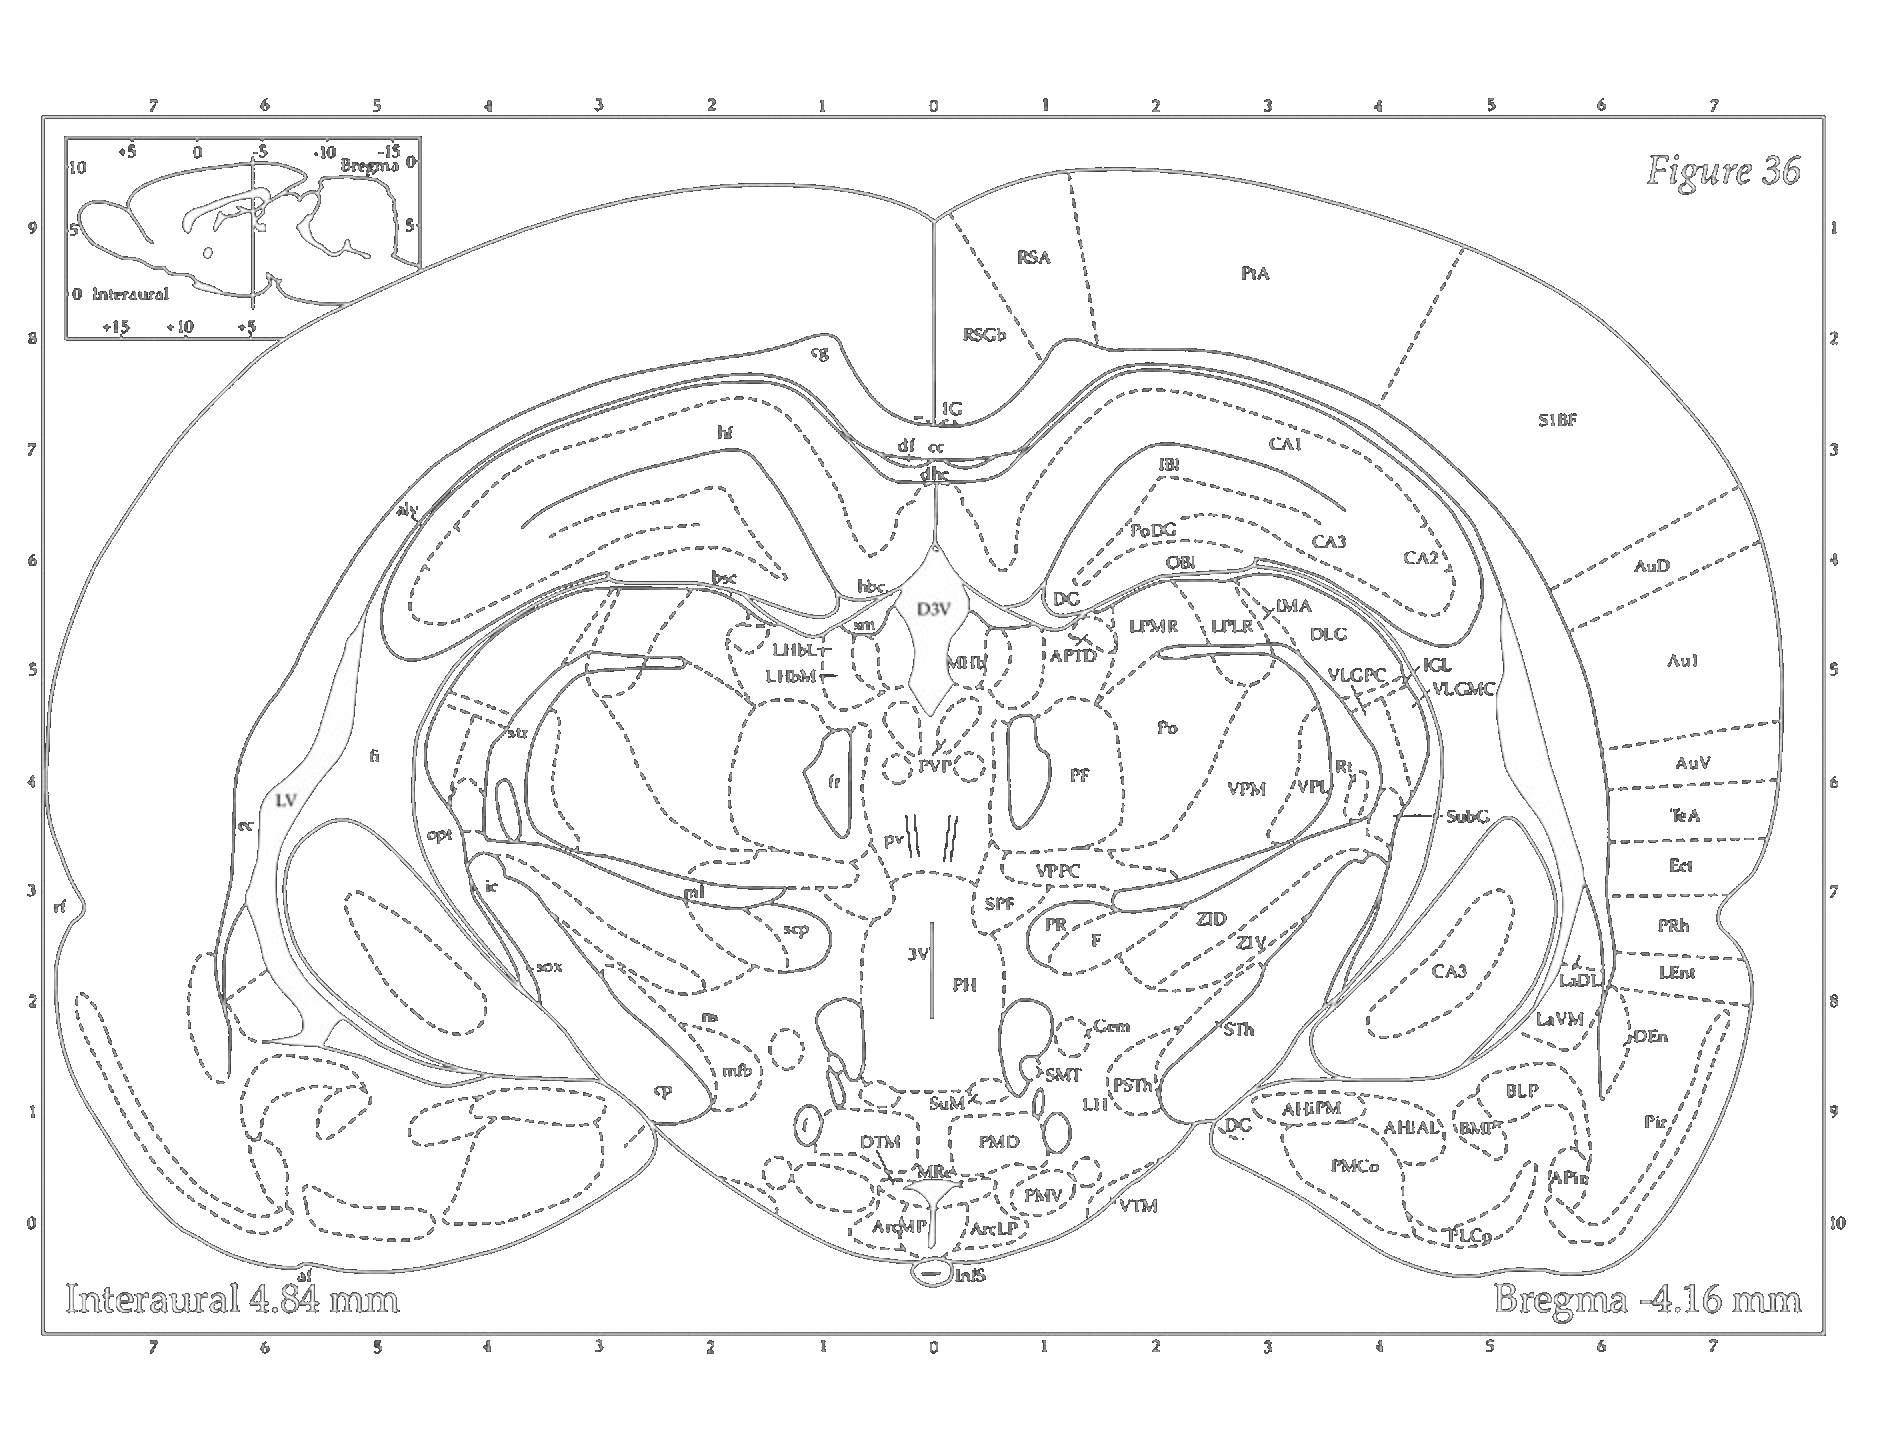 7 6 5 4 3 2 1 0 1 2 3 4 5 6 7
+5 0 -5 -10 -15
Bregma
10 0
5 5
0 Interaural
+15 +10 +5
Figure 36
9 1
8 2
7 3
6 4
5 5
4 6
3 7
2 8
1 9
0 10
RSA
PtA
RSGb
cg
IG
S1BF
hf
df cc
CA1
dhc
alv
PoDG
CA3
CA2
bsc
hbc
DG
AuD
D3V
IMA
sm
LPMR
LPLR
DLG
LHbL
MHb
APTD
Au1
LHbM
VLGPC
IGL
VLGMC
str
Po
fi
PVP
PF
AuV
fr
Rt
VPM
VPL
LV
ec
opt
pv
SubG
TeA
VPPC
Ect
ic
ml
rf
SPF
scp
PR
F
ZID
ZIV
PRh
sox
3V
PH
CA3
LEnt
LaDL
ns
LaVM
Gem
STh
DEn
mfb
SMT
cp
PSTh
BLP
SuM
LH
AHiPM
f
DG
AHiAL
BMP
Pir
DTM
PMD
MRe
PMCo
APir
PMV
VTM
ArcMP
ArcLP
PLCo
InfS
af
Interaural 4.84 mm
Bregma -4.16 mm
7 6 5 4 3 2 1 0 1 2 3 4 5 6 7